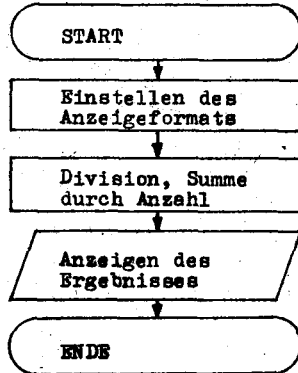 START
Einstellen des
Anzeigeformats
Division, Summe
durch Anzahl
Anzeigen des
Ergebnisses
ENDE